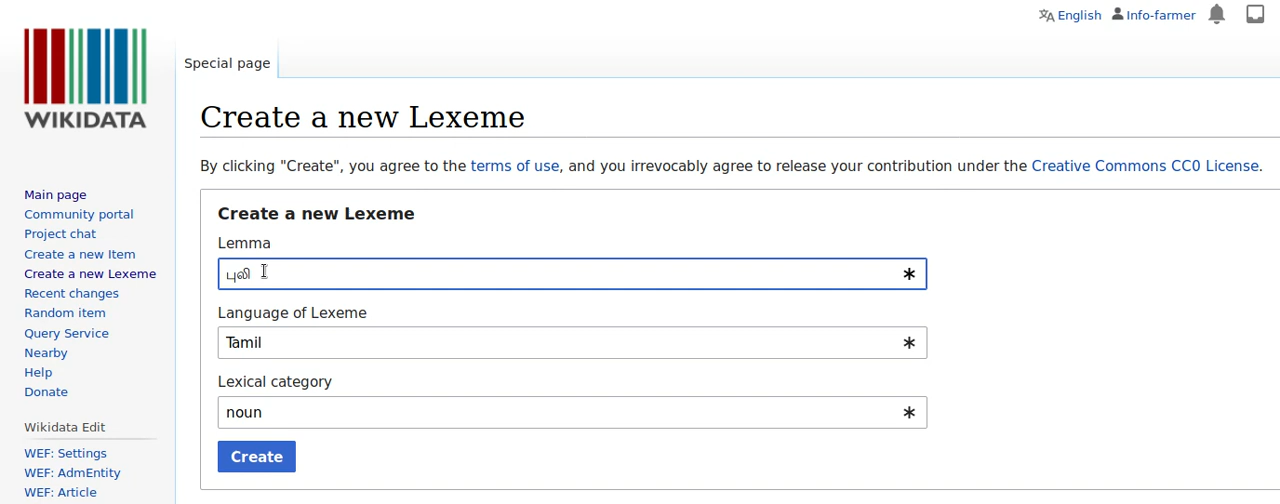 English Info-farmer
WIKIDATA
Special page
Create a new Lexeme
By clicking "Create", you agree to the terms of use, and you irrevocably agree to release your contribution under the Creative Commons CC0 License.
Main page
Community portal
Project chat
Create a new Item
Create a new Lexeme
Recent changes
Random item
Query Service
Nearby
Help
Donate
Wikidata Edit
WEF: Settings
WEF: AdmEntity
WEF: Article
Create a new Lexeme
Lemma
புலி
Language of Lexeme
Tamil
Lexical category
noun
Create